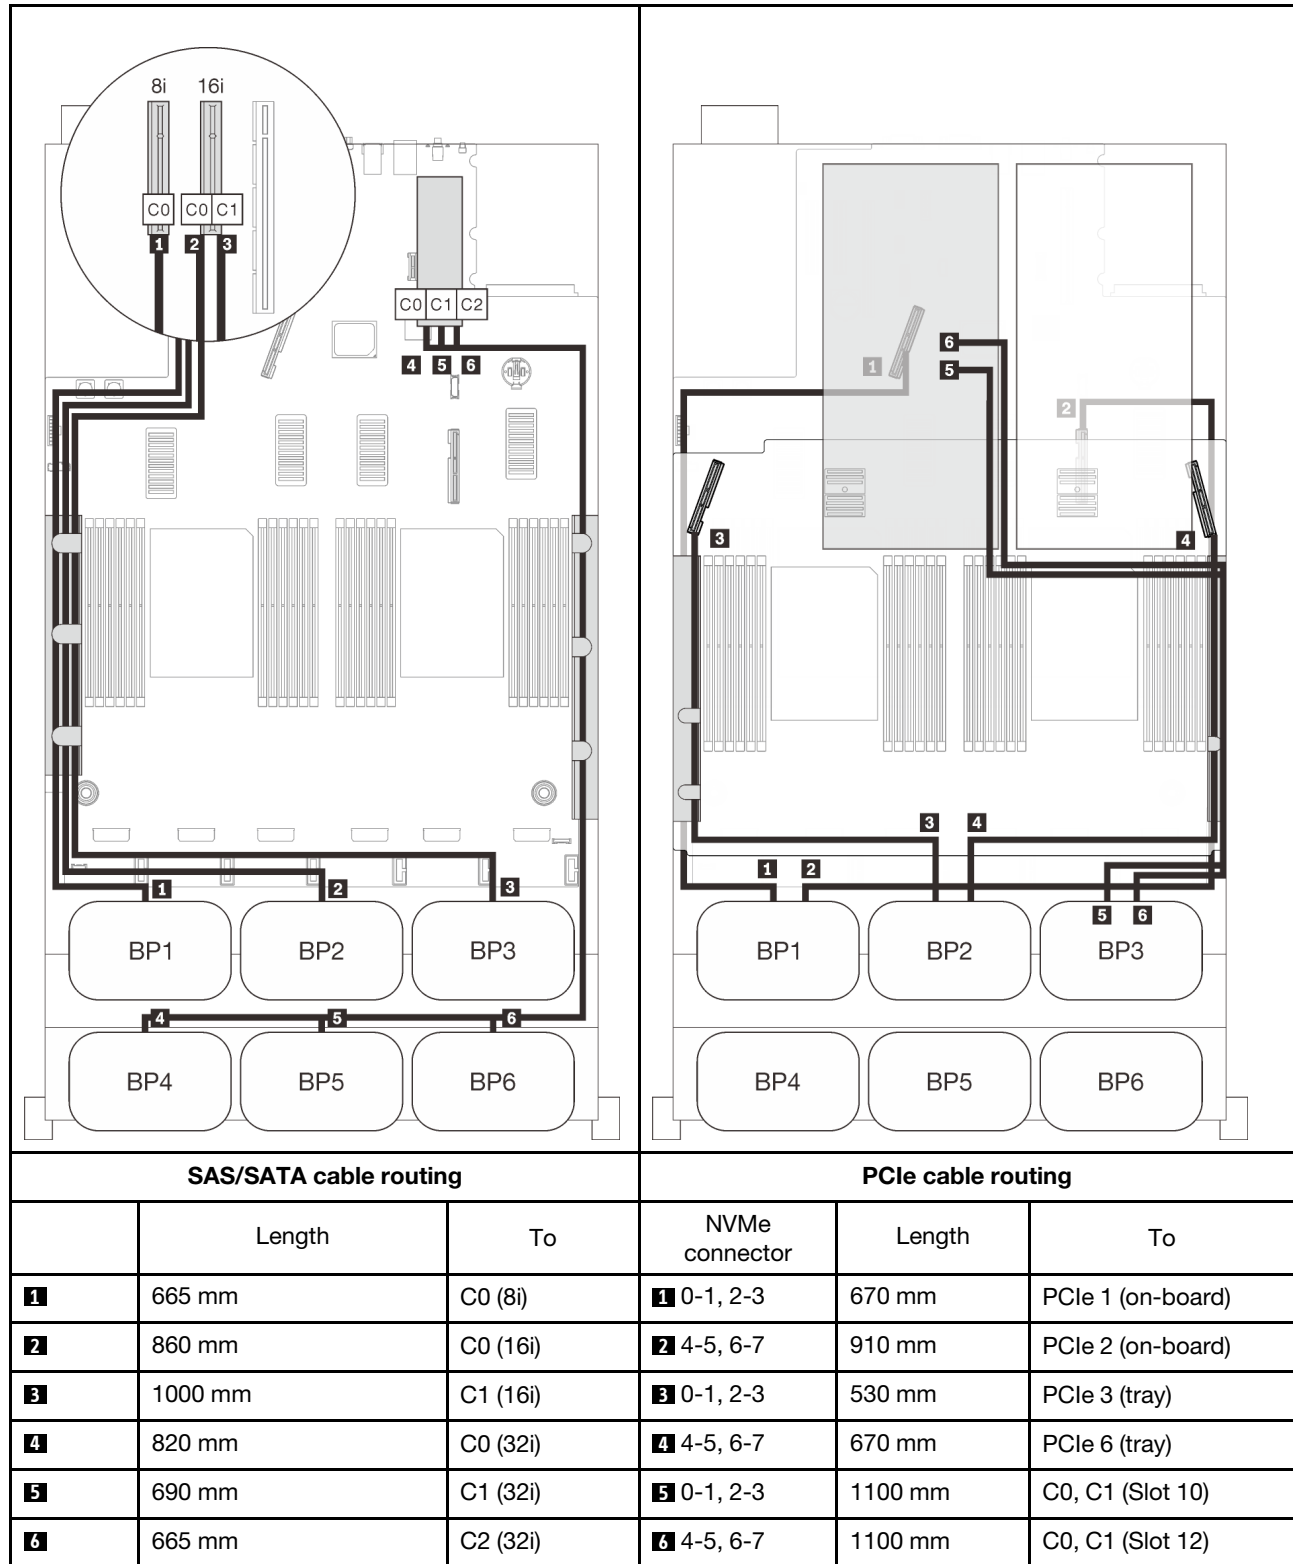 8i 16i
C0 C0 C1
1 2 3
C0 C1 C2
4 5 6
1 2 3
BP1 BP2 BP3
4 5 6
BP4 BP5 BP6
6
1 5
2
3 4
3 4
1 2
5 6
BP1 BP2 BP3
BP4 BP5 BP6
SAS/SATA cable routing PCIe cable routing
Length To NVMe connector Length To
1 665 mm C0 (8i) 1 0-1, 2-3 670 mm PCIe 1 (on-board)
2 860 mm C0 (16i) 2 4-5, 6-7 910 mm PCIe 2 (on-board)
3 1000 mm C1 (16i) 3 0-1, 2-3 530 mm PCIe 3 (tray)
4 820 mm C0 (32i) 4 4-5, 6-7 670 mm PCIe 6 (tray)
5 690 mm C1 (32i) 5 0-1, 2-3 1100 mm C0, C1 (Slot 10)
6 665 mm C2 (32i) 6 4-5, 6-7 1100 mm C0, C1 (Slot 12)